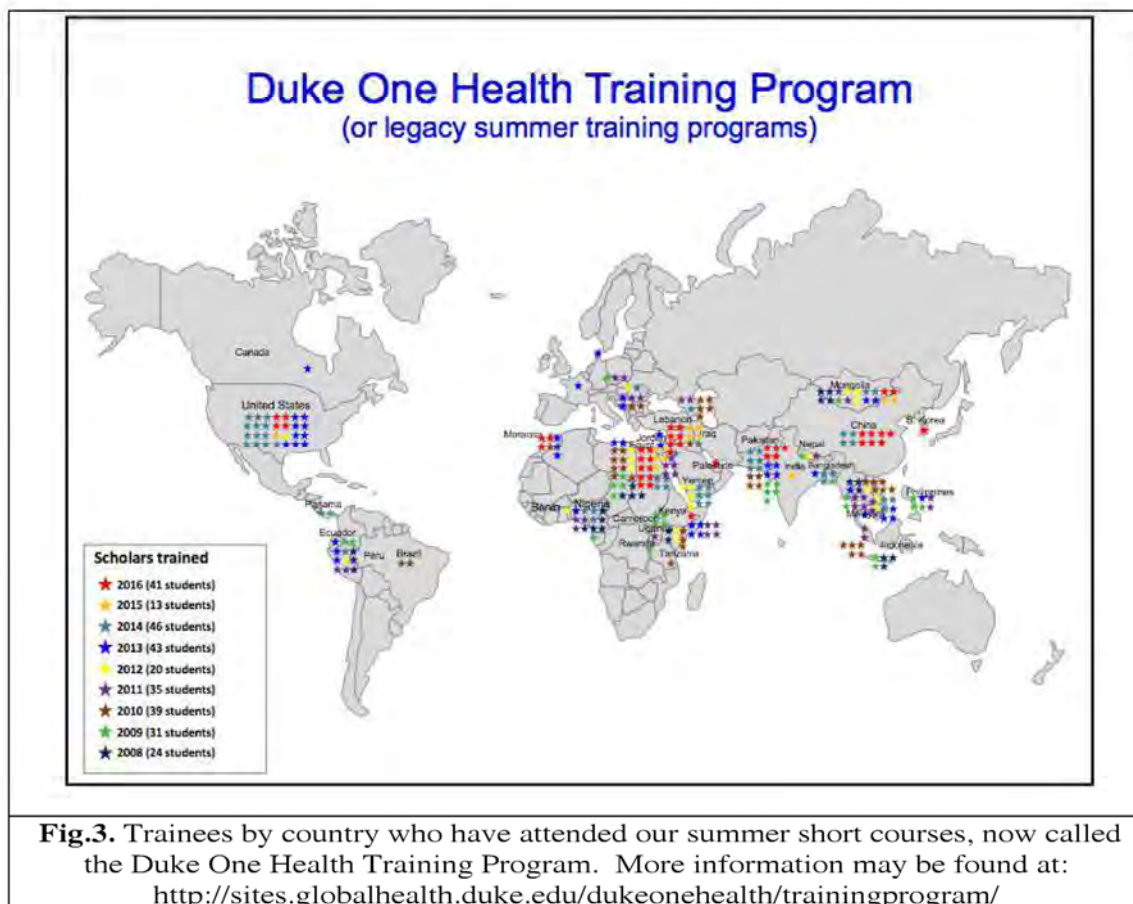 Duke One Health Training Program
(or legacy summer training programs)
Canada
United States
Mongolia
S. Korea
China
Lebanon
Iraq
Jordan
Morocco
Egypt
Pakistan
Nepal
Palestine
India
Bangladesh
Yemen
Philippines
Panama
Benin
Nigeria
Cameroon
Kenya
Uganda
Ecuador
Peru
Brazil
Rwanda
Tanzania
Indonesia
Scholars trained
2016 (41 students)
2015 (13 students)
2014 (46 students)
2013 (43 students)
2012 (20 students)
2011 (35 students)
2010 (39 students)
2009 (31 students)
2008 (24 students)
Fig.3. Trainees by country who have attended our summer short courses, now called
the Duke One Health Training Program. More information may be found at:
http://sites.globalhealth.duke.edu/dukeonehealth/trainingprogram/